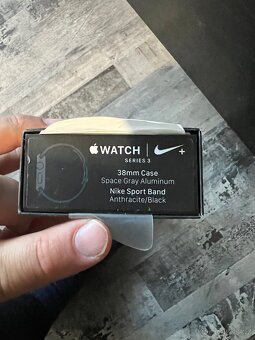 WATCH
SERIES 3
+
38mm Case
Space Gray Aluminum
Nike Sport Band
Anthracite/Black